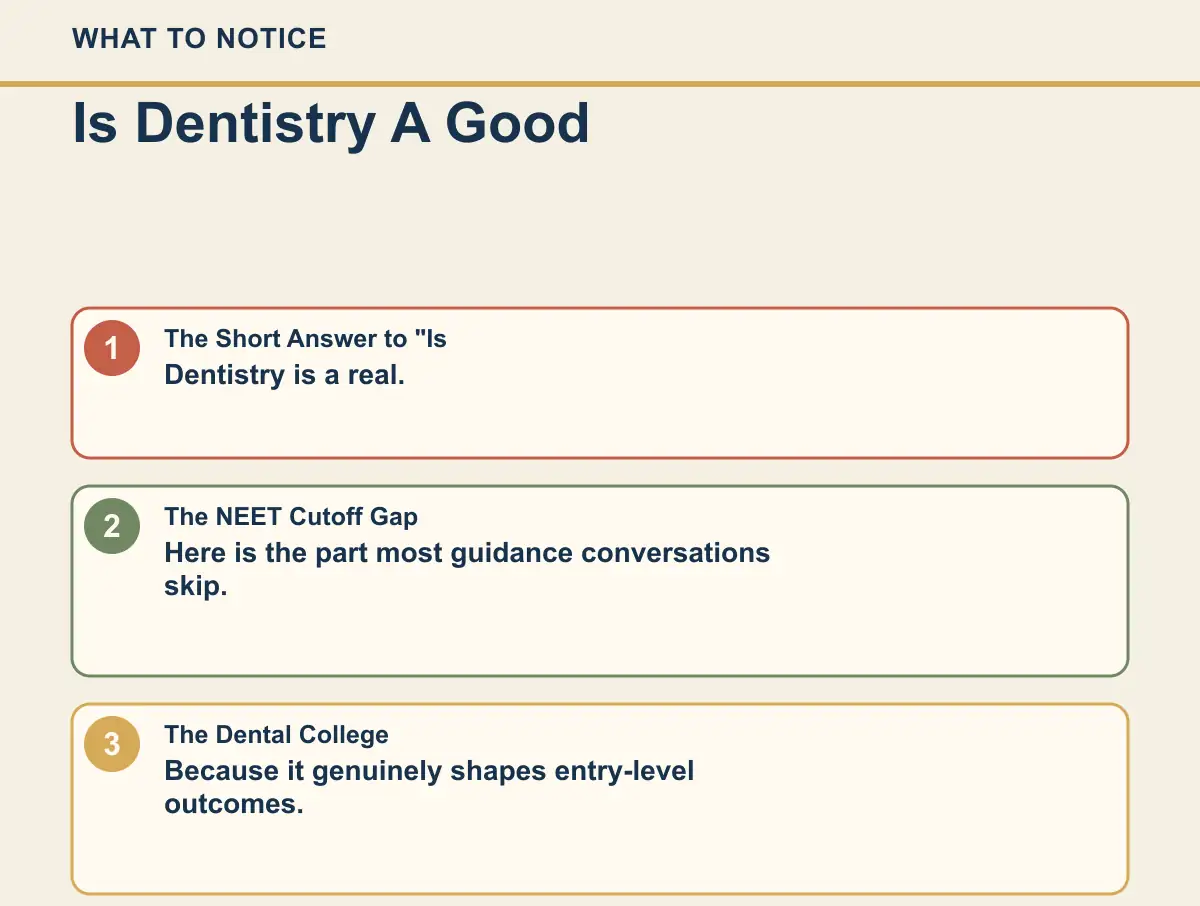 WHAT TO NOTICE
Is Dentistry A Good
1
The Short Answer to "Is
Dentistry is a real.
2
The NEET Cutoff Gap
Here is the part most guidance conversations
skip.
3
The Dental College
Because it genuinely shapes entry-level
outcomes.